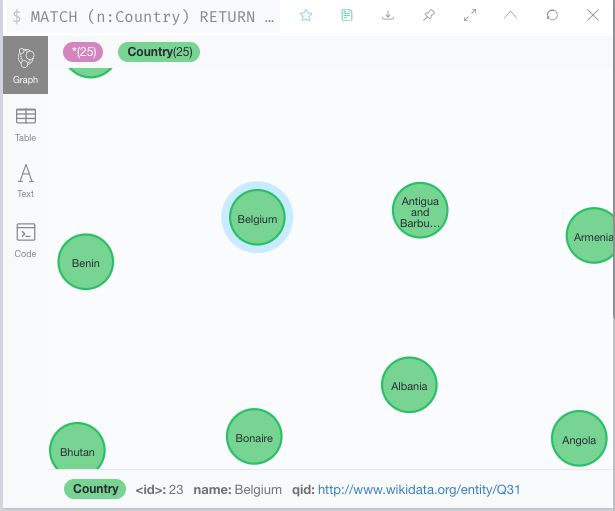 $ MATCH (n:Country) RETURN …
*(25) Country(25)
Graph
Table
Text
Code
Belgium
Antigua
and
Barbu…
Armenia
Benin
Albania
Bonaire
Angola
Bhutan
Country <id>: 23 name: Belgium qid: http://www.wikidata.org/entity/Q31